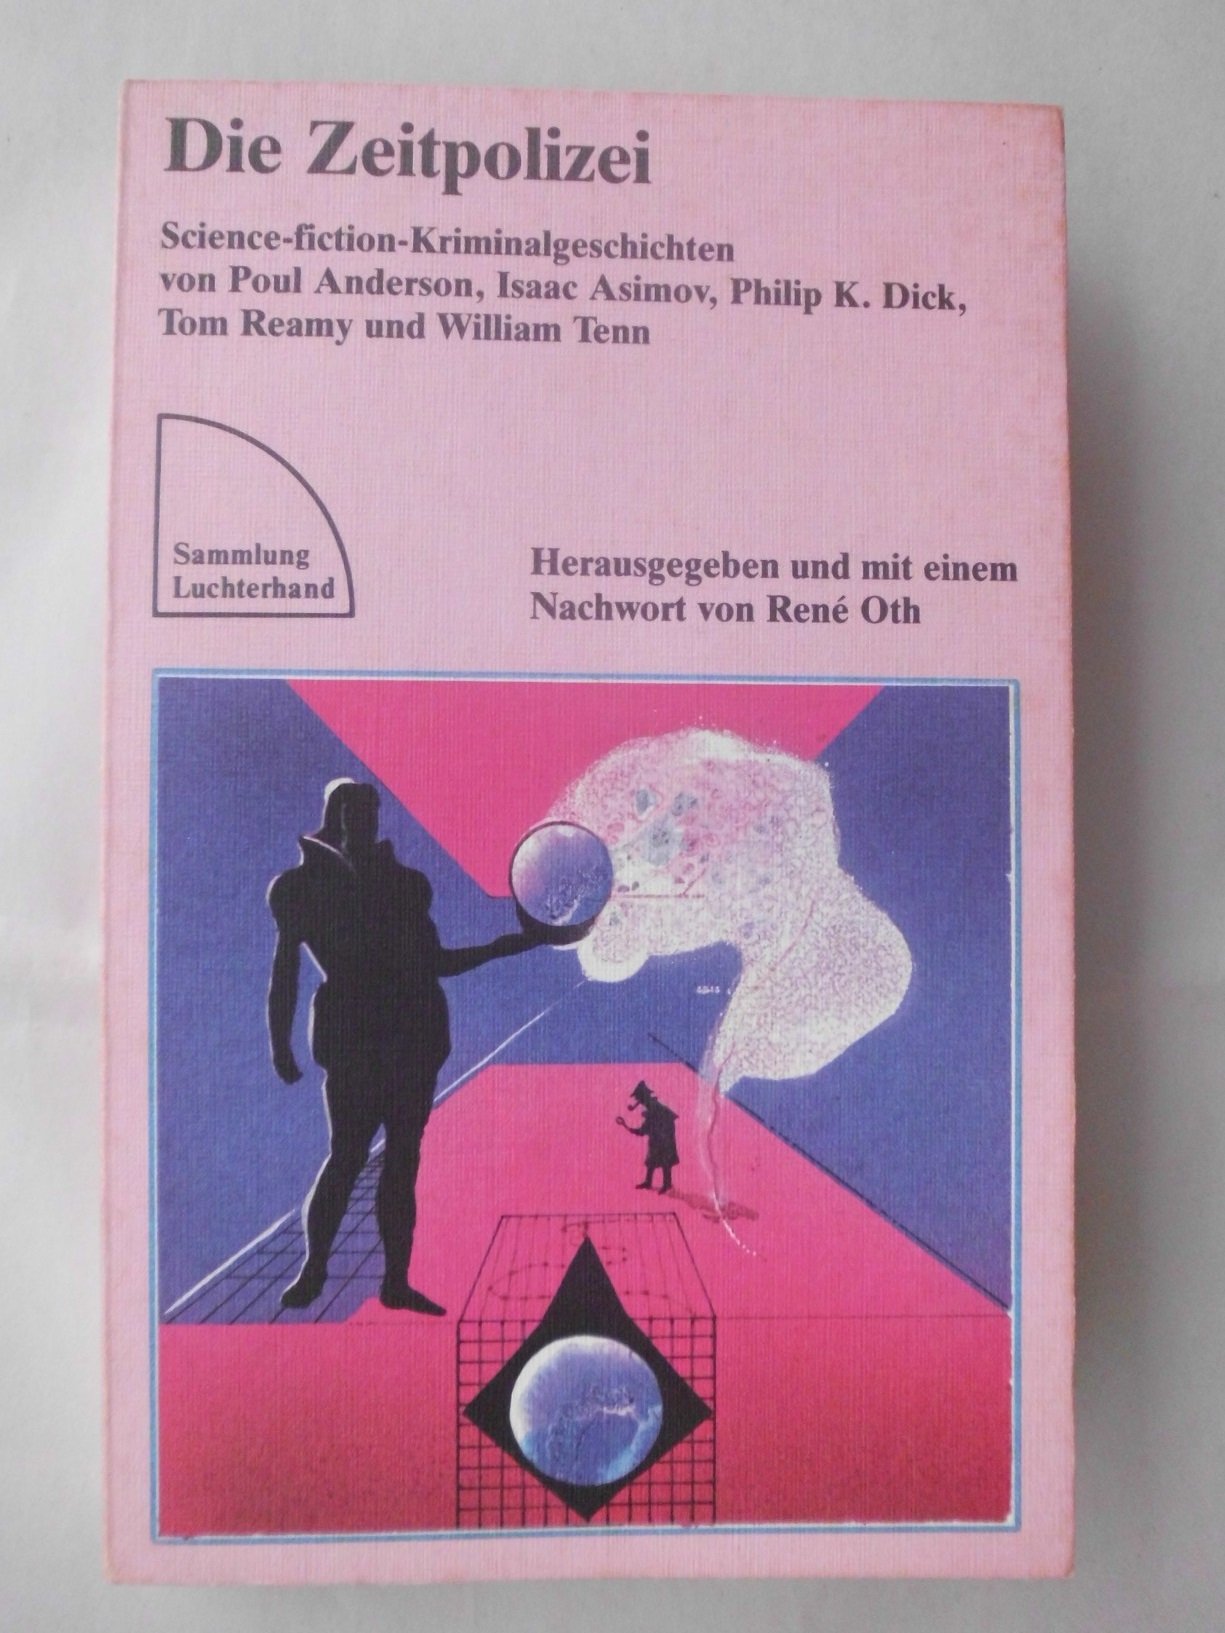 Die Zeitpolizei
Science-fiction-Kriminalgeschichten
von Poul Anderson, Isaac Asimov, Philip K. Dick,
Tom Reamy und William Tenn
Sammlung
Luchterhand
Herausgegeben und mit einem
Nachwort von René Oth